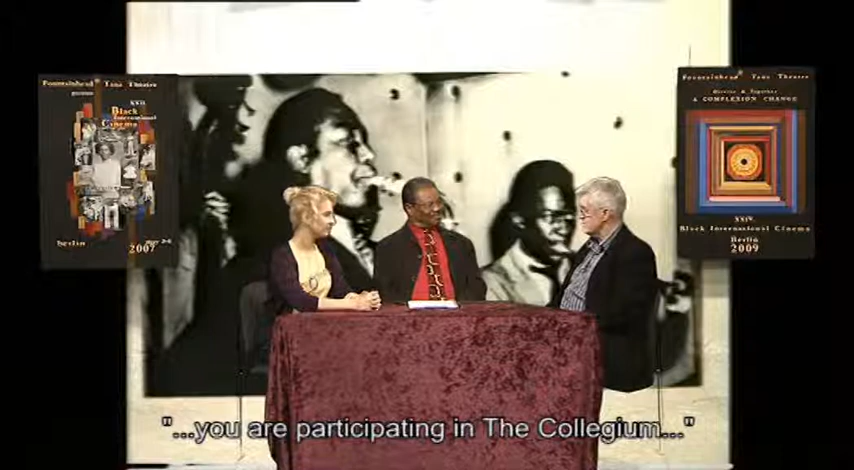 Fountainhead® Tanz Theatre
presents
XXII.
Black
International
Cinema
Berlin
2007
Fountainhead® Tanz Theatre
A COMPLEXION CHANGE
XXIV.
Black International Cinema
Berlin
2009
"...you are participating in The Collegium..."